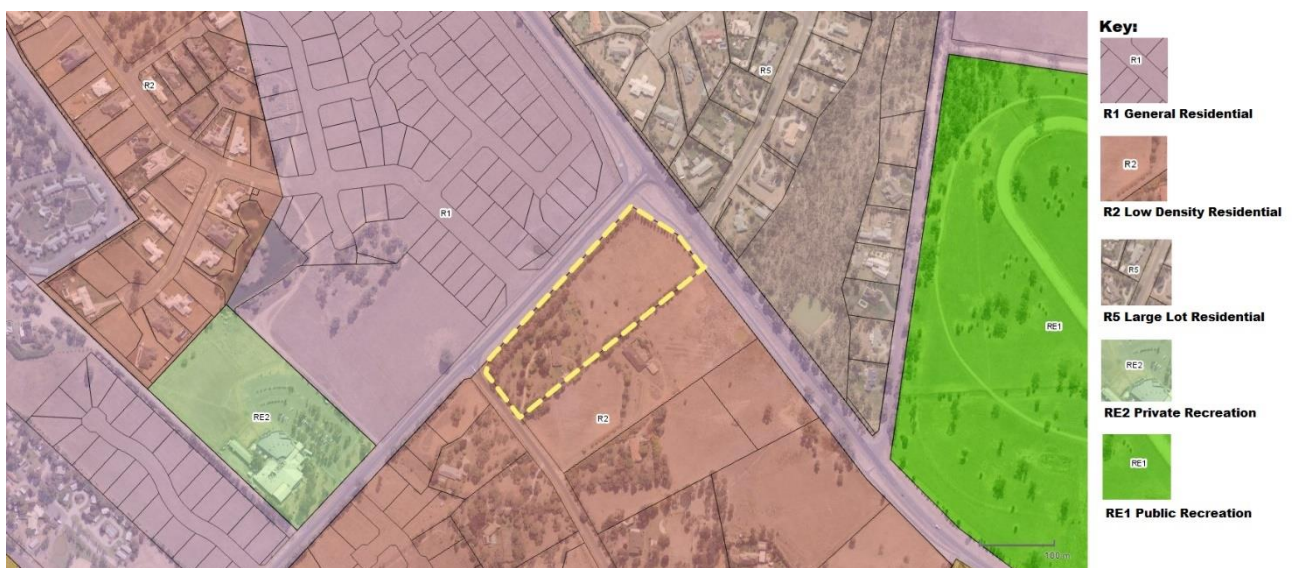 R2
R1
R5
RE1
RE2
R2
100 m
Key:
R1
R1 General Residential
R2
R2 Low Density Residential
R5
R5 Large Lot Residential
RE2
RE2 Private Recreation
RE1
RE1 Public Recreation